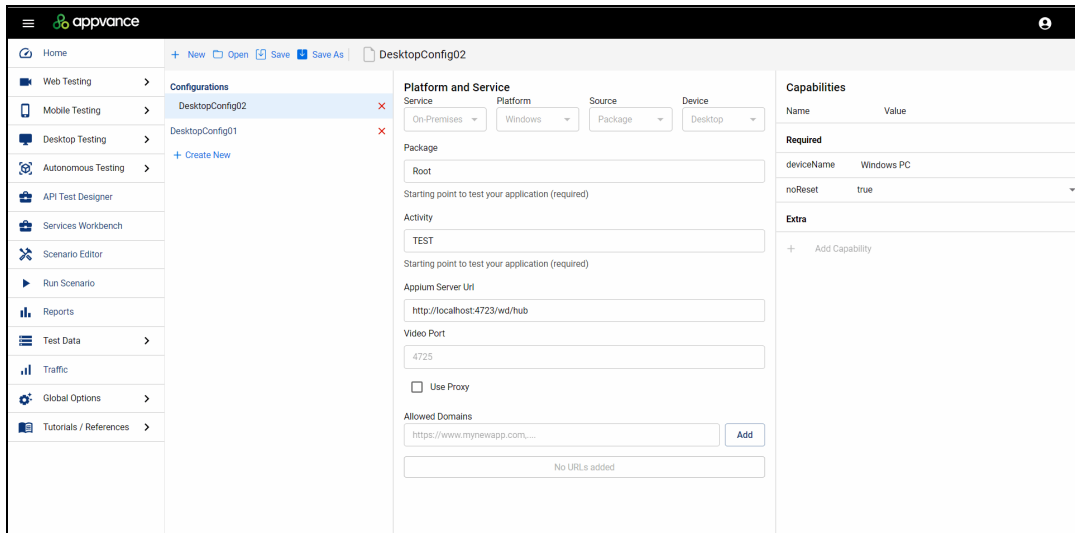 appvance
Home
Web Testing
Mobile Testing
Desktop Testing
Autonomous Testing
API Test Designer
Services Workbench
Scenario Editor
Run Scenario
Reports
Test Data
Traffic
Global Options
Tutorials / References
+ New Open Save Save As DesktopConfig02
Configurations
DesktopConfig02
DesktopConfig01
+ Create New
Platform and Service
Service Platform Source Device
On-Premises Windows Package Desktop
Package
Root
Starting point to test your application (required)
Activity
TEST
Starting point to test your application (required)
Appium Server Url
http://localhost:4723/wd/hub
Video Port
4725
Use Proxy
Allowed Domains
https://www.mynewapp.com,....
Add
No URLs added
Capabilities
Name Value
Required
deviceName Windows PC
noReset true
Extra
+ Add Capability